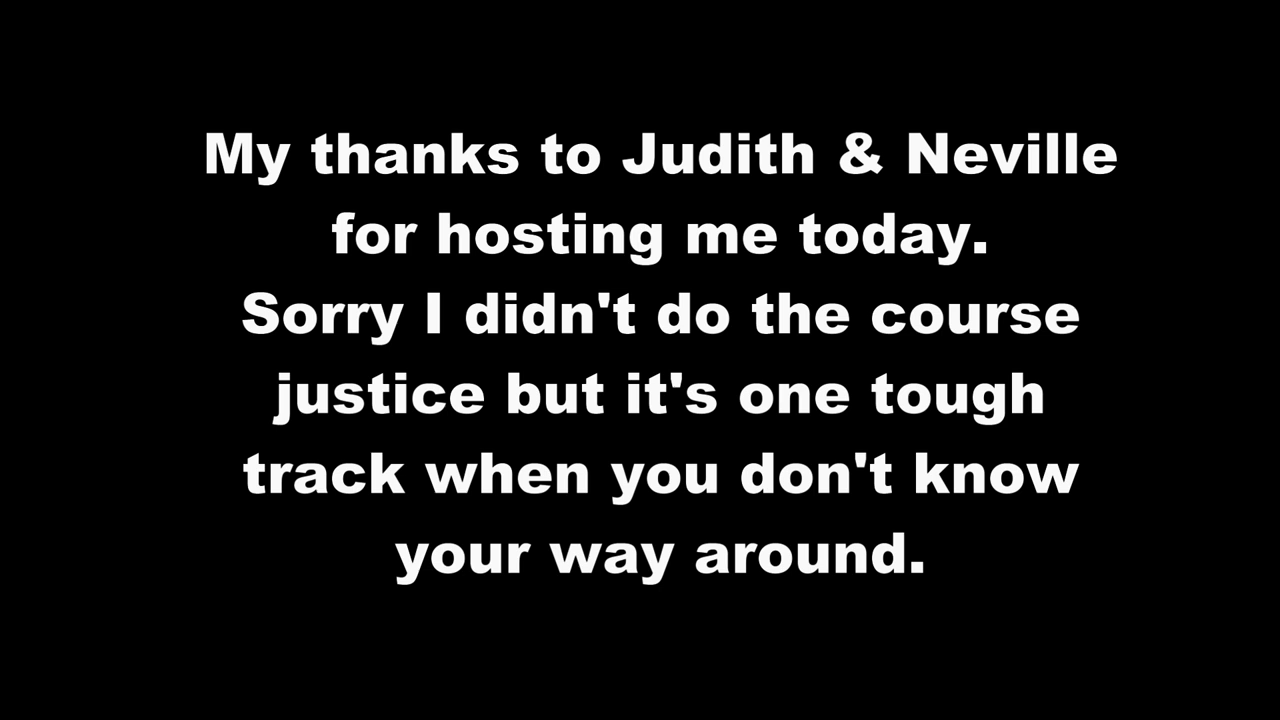 My thanks to Judith & Neville
for hosting me today.
Sorry I didn't do the course
justice but it's one tough
track when you don't know
your way around.